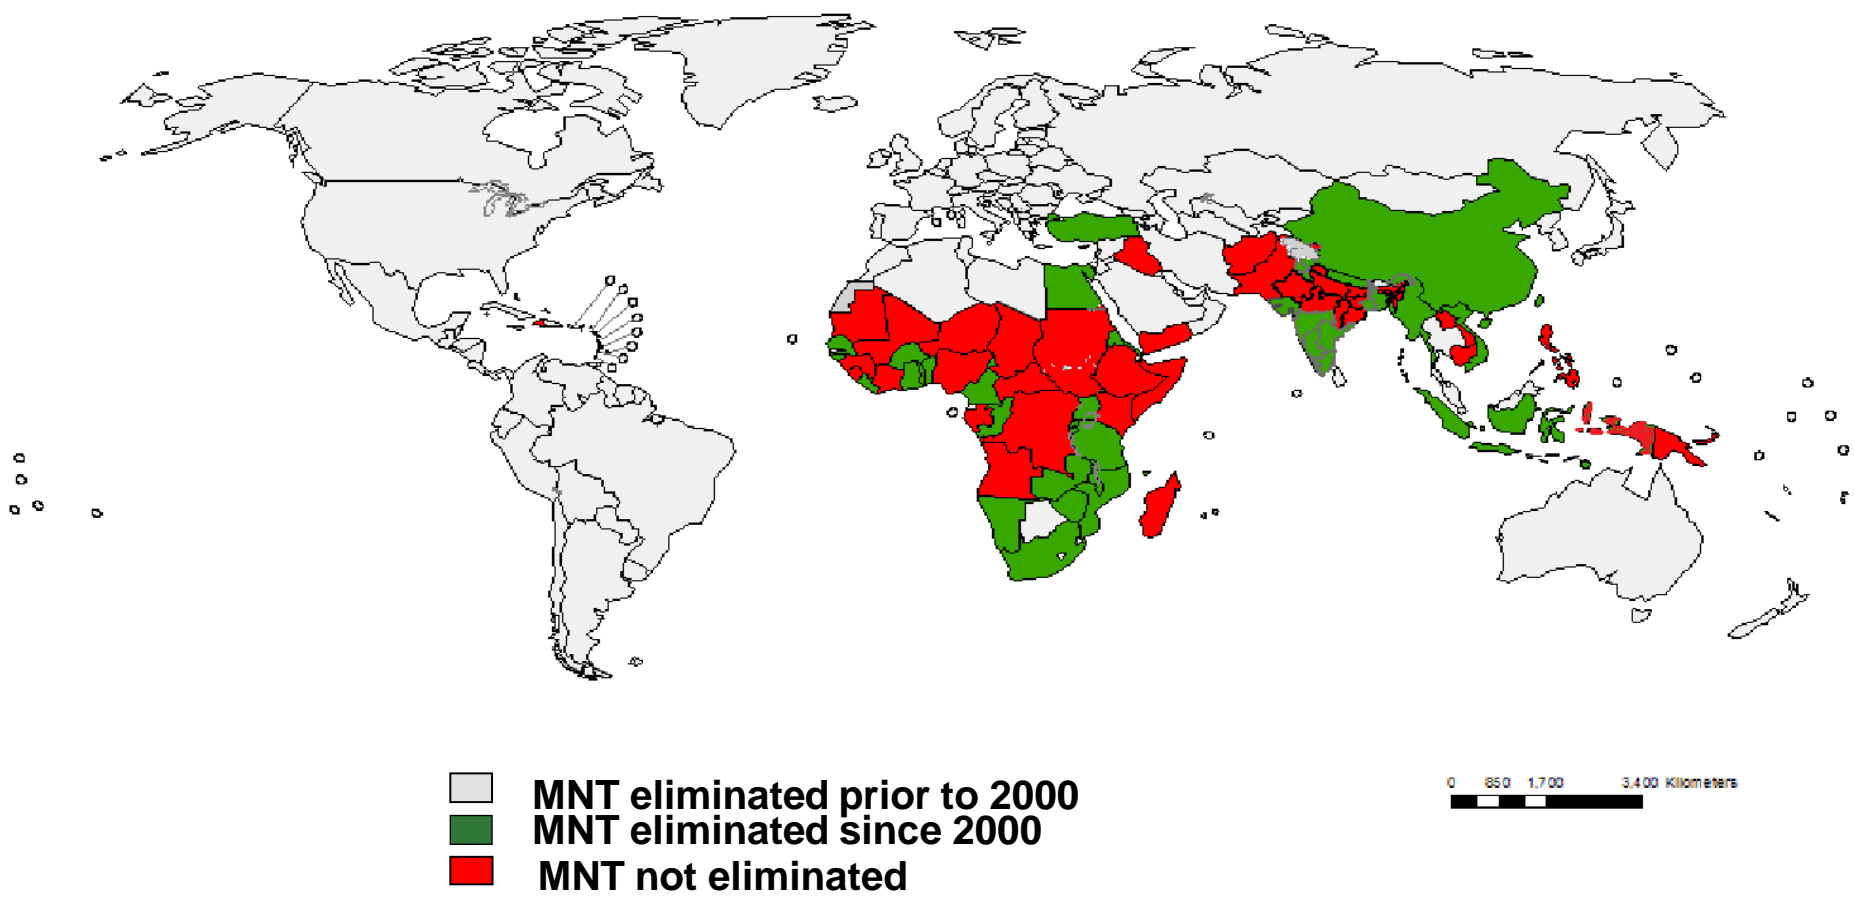 MNT eliminated prior to 2000
MNT eliminated since 2000
MNT not eliminated
0 850 1,700 3,400 Kilometers